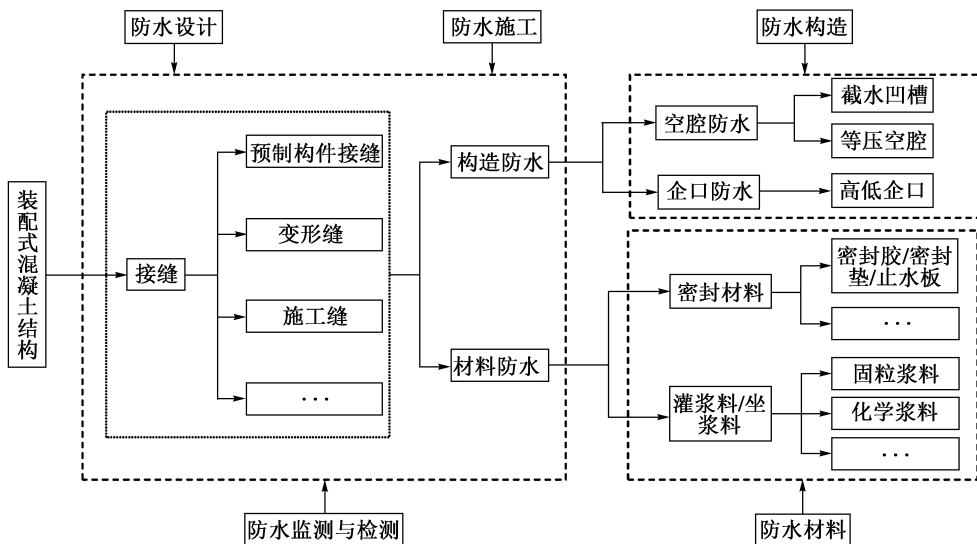 防水设计
防水施工
防水构造
装配式混凝土结构
接缝
预制构件接缝
变形缝
施工缝
···
构造防水
材料防水
空腔防水
截水凹槽
等压空腔
企口防水
高低企口
密封材料
密封胶/密封
垫/止水板
···
灌浆料/坐
浆料
固粒浆料
化学浆料
···
防水监测与检测
防水材料